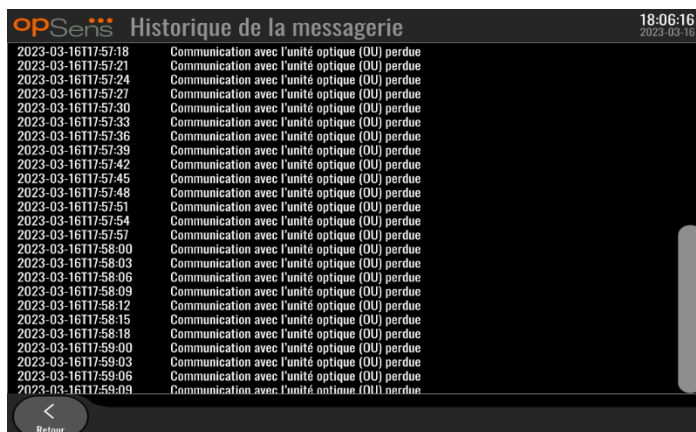 opSens Historique de la messagerie 18:06:16
2023-03-16
2023-03-16T17:57:18 Communication avec l'unité optique (OU) perdue
2023-03-16T17:57:21 Communication avec l'unité optique (OU) perdue
2023-03-16T17:57:24 Communication avec l'unité optique (OU) perdue
2023-03-16T17:57:27 Communication avec l'unité optique (OU) perdue
2023-03-16T17:57:30 Communication avec l'unité optique (OU) perdue
2023-03-16T17:57:33 Communication avec l'unité optique (OU) perdue
2023-03-16T17:57:36 Communication avec l'unité optique (OU) perdue
2023-03-16T17:57:39 Communication avec l'unité optique (OU) perdue
2023-03-16T17:57:42 Communication avec l'unité optique (OU) perdue
2023-03-16T17:57:45 Communication avec l'unité optique (OU) perdue
2023-03-16T17:57:48 Communication avec l'unité optique (OU) perdue
2023-03-16T17:57:51 Communication avec l'unité optique (OU) perdue
2023-03-16T17:57:54 Communication avec l'unité optique (OU) perdue
2023-03-16T17:57:57 Communication avec l'unité optique (OU) perdue
2023-03-16T17:58:00 Communication avec l'unité optique (OU) perdue
2023-03-16T17:58:03 Communication avec l'unité optique (OU) perdue
2023-03-16T17:58:06 Communication avec l'unité optique (OU) perdue
2023-03-16T17:58:09 Communication avec l'unité optique (OU) perdue
2023-03-16T17:58:12 Communication avec l'unité optique (OU) perdue
2023-03-16T17:58:15 Communication avec l'unité optique (OU) perdue
2023-03-16T17:58:18 Communication avec l'unité optique (OU) perdue
2023-03-16T17:59:00 Communication avec l'unité optique (OU) perdue
2023-03-16T17:59:03 Communication avec l'unité optique (OU) perdue
2023-03-16T17:59:06 Communication avec l'unité optique (OU) perdue
2023-03-16T17:59:09 Communication avec l'unité optique (OU) perdue
Retour